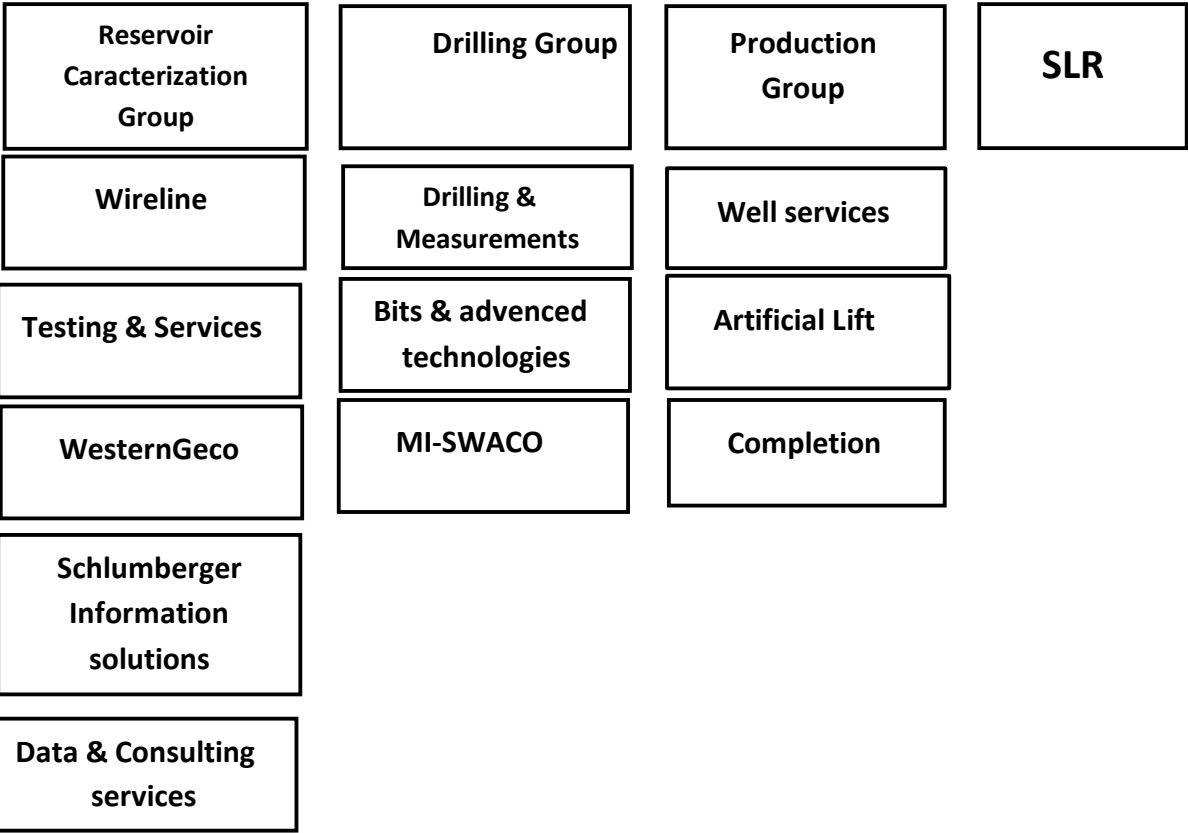 Reservoir
Caracterization
Group
Drilling Group
Production
Group
SLR
Wireline
Drilling &
Measurements
Well services
Testing & Services
Bits & advenced
technologies
Artificial Lift
WesternGeco
MI-SWACO
Completion
Schlumberger
Information
solutions
Data & Consulting
services